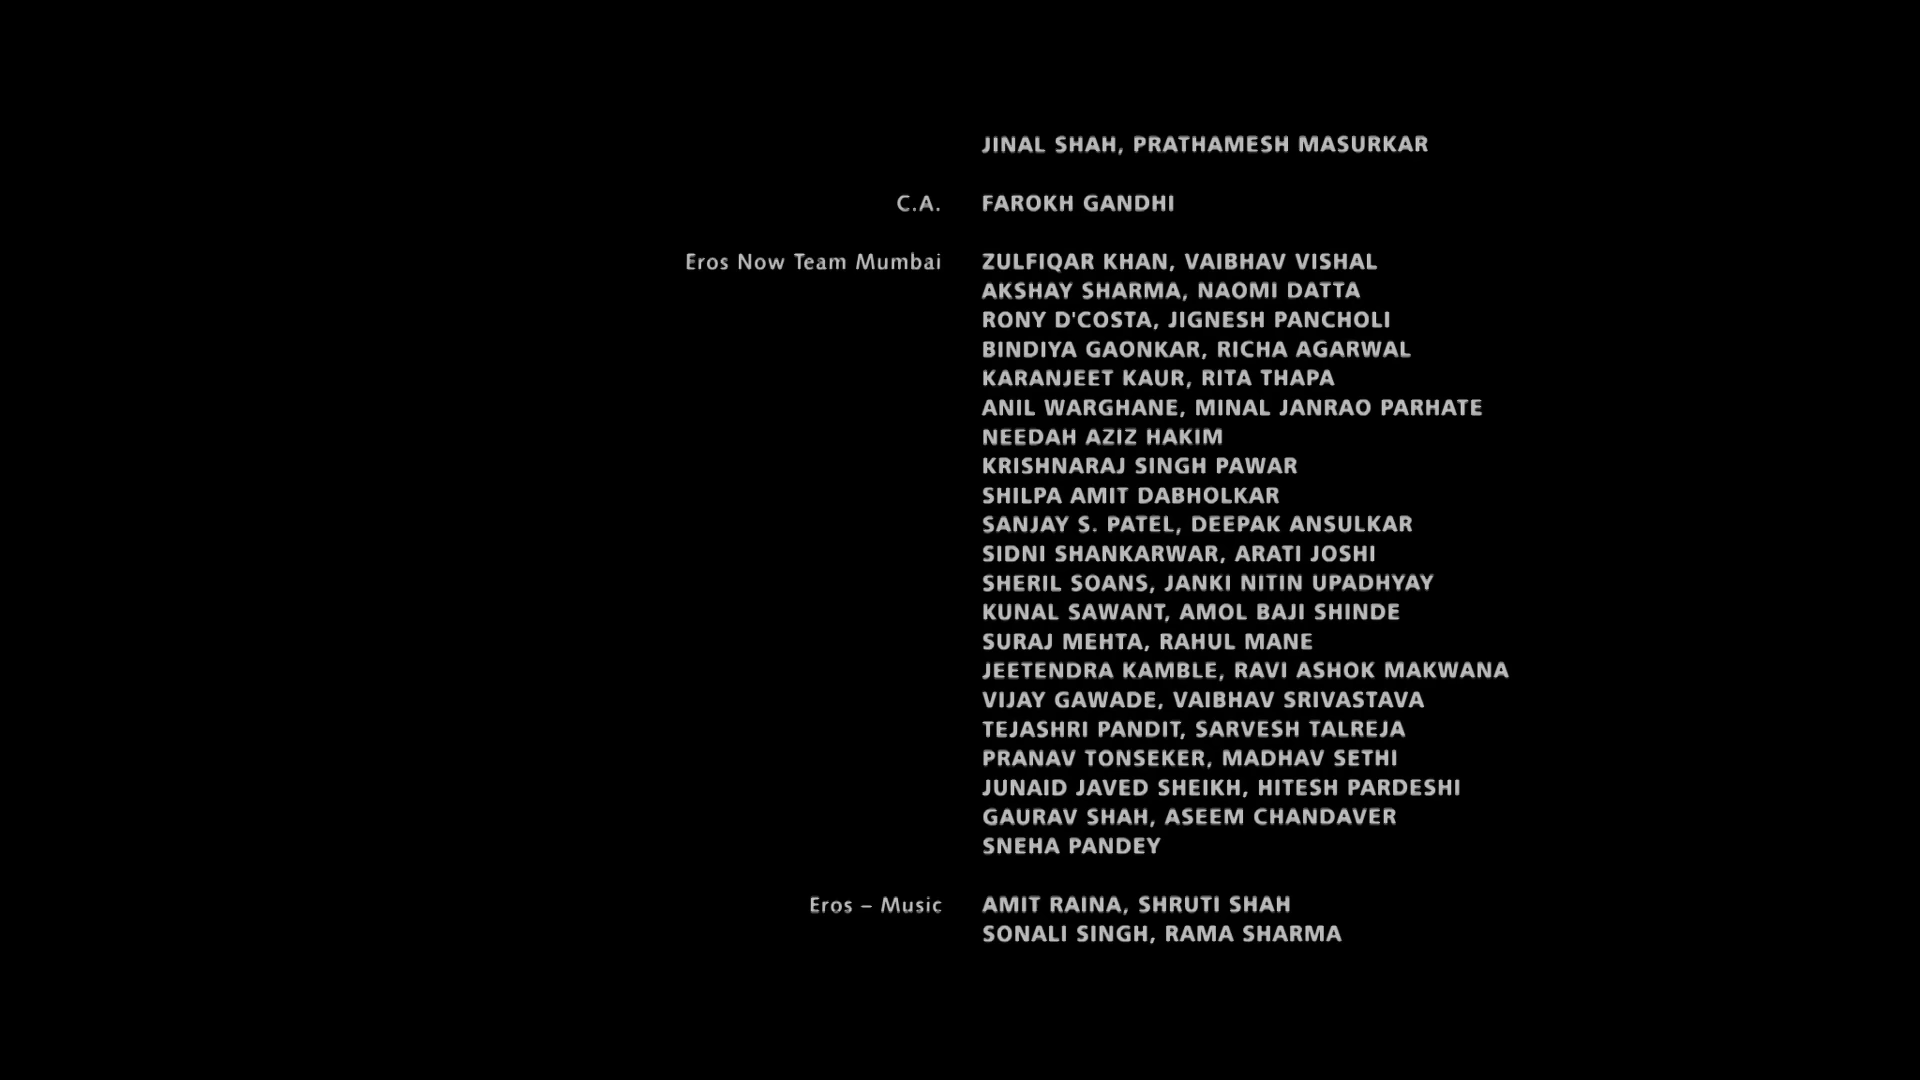 JINAL SHAH, PRATHAMESH MASURKAR
C.A. FAROKH GANDHI
Eros Now Team Mumbai ZULFIQAR KHAN, VAIBHAV VISHAL
AKSHAY SHARMA, NAOMI DATTA
RONY D'COSTA, JIGNESH PANCHOLI
BINDIYA GAONKAR, RICHA AGARWAL
KARANJEET KAUR, RITA THAPA
ANIL WARGHANE, MINAL JANRAO PARHATE
NEEDAH AZIZ HAKIM
KRISHNARAJ SINGH PAWAR
SHILPA AMIT DABHOLKAR
SANJAY S. PATEL, DEEPAK ANSULKAR
SIDNI SHANKARWAR, ARATI JOSHI
SHERIL SOANS, JANKI NITIN UPADHYAY
KUNAL SAWANT, AMOL BAJI SHINDE
SURAJ MEHTA, RAHUL MANE
JEETENDRA KAMBLE, RAVI ASHOK MAKWANA
VIJAY GAWADE, VAIBHAV SRIVASTAVA
TEJASHRI PANDIT, SARVESH TALREJA
PRANAV TONSEKER, MADHAV SETHI
JUNAID JAVED SHEIKH, HITESH PARDESHI
GAURAV SHAH, ASEEM CHANDAVER
SNEHA PANDEY
Eros – Music AMIT RAINA, SHRUTI SHAH
SONALI SINGH, RAMA SHARMA